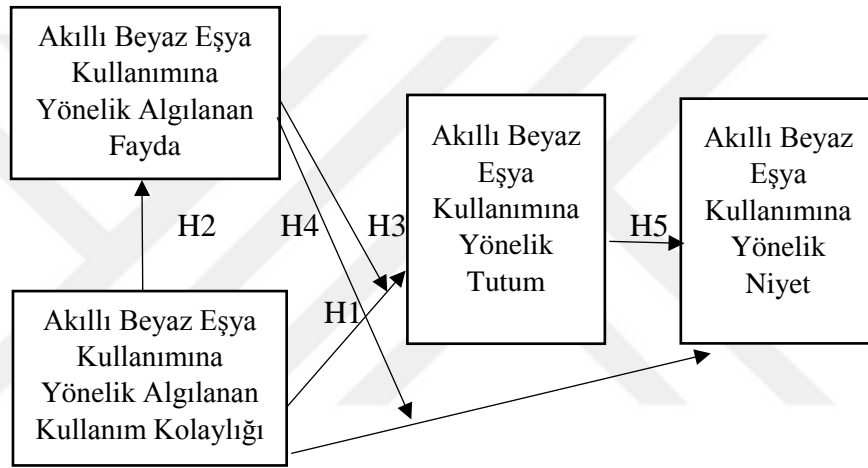 Akıllı Beyaz Eşya
Kullanımına
Yönelik Algılanan
Fayda
Akıllı Beyaz
Eşya
Kullanımına
Yönelik
Tutum
Akıllı Beyaz
Eşya
Kullanımına
Yönelik
Niyet
H2
H4
H3
H5
H1
Akıllı Beyaz Eşya
Kullanımına
Yönelik Algılanan
Kullanım Kolaylığı